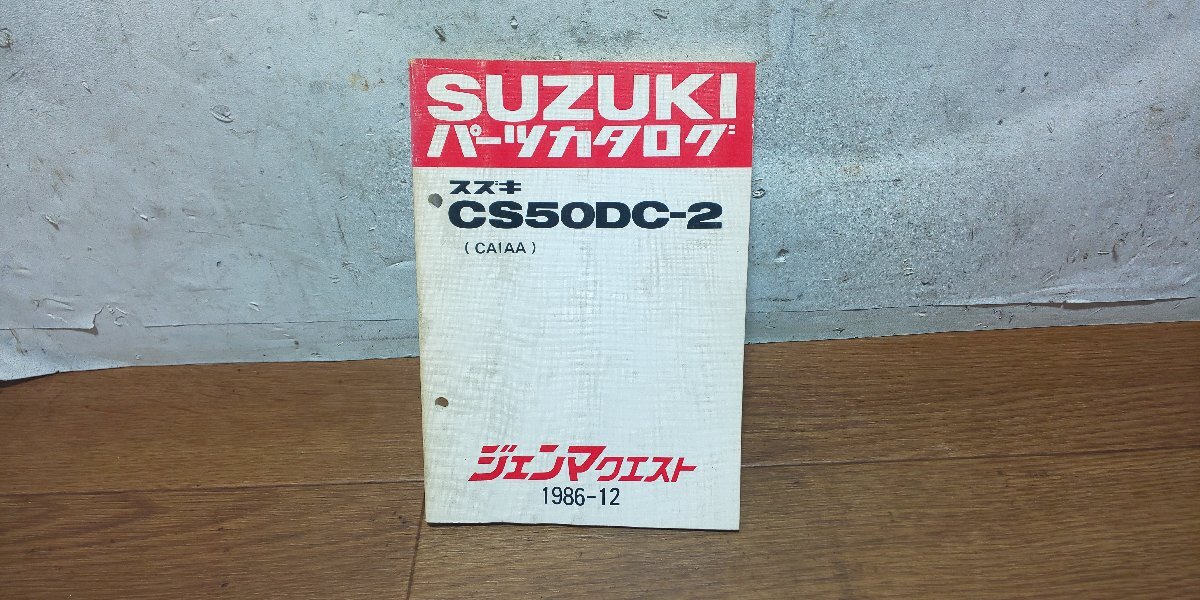 SUZUKI
パーツカタログ
スズキ
CS50DC-2
(CA1AA)
ジェンマクエスト
1986-12